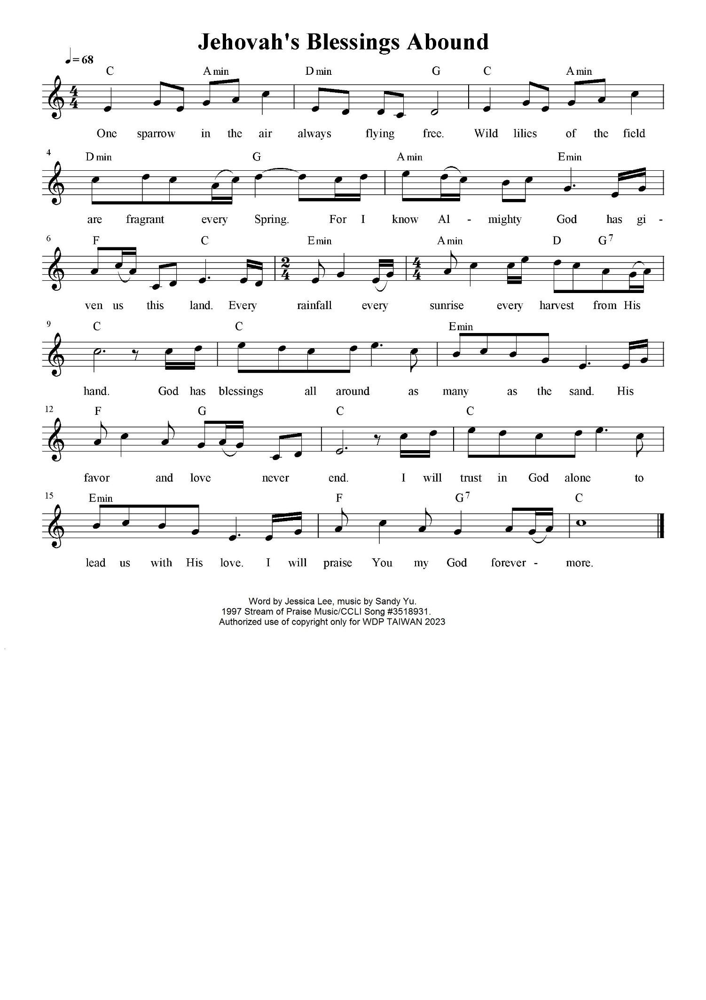 Jehovah's Blessings Abound
= 68
C A min D min G C A min
4
4
One sparrow in the air always flying free. Wild lilies of the field
4
D min G A min E min
are fragrant every Spring. For I know Al - mighty God has gi -
6
F C E min A min D G 7
2
4
4
4
ven us this land. Every rainfall every sunrise every harvest from His
9
C C E min
hand. God has blessings all around as many as the sand. His
12
F G C C
favor and love never end. I will trust in God alone to
15
E min F G 7 C
lead us with His love. I will praise You my God forever - more.
Word by Jessica Lee, music by Sandy Yu.
1997 Stream of Praise Music/CCLI Song #3518931.
Authorized use of copyright only for WDP TAIWAN 2023